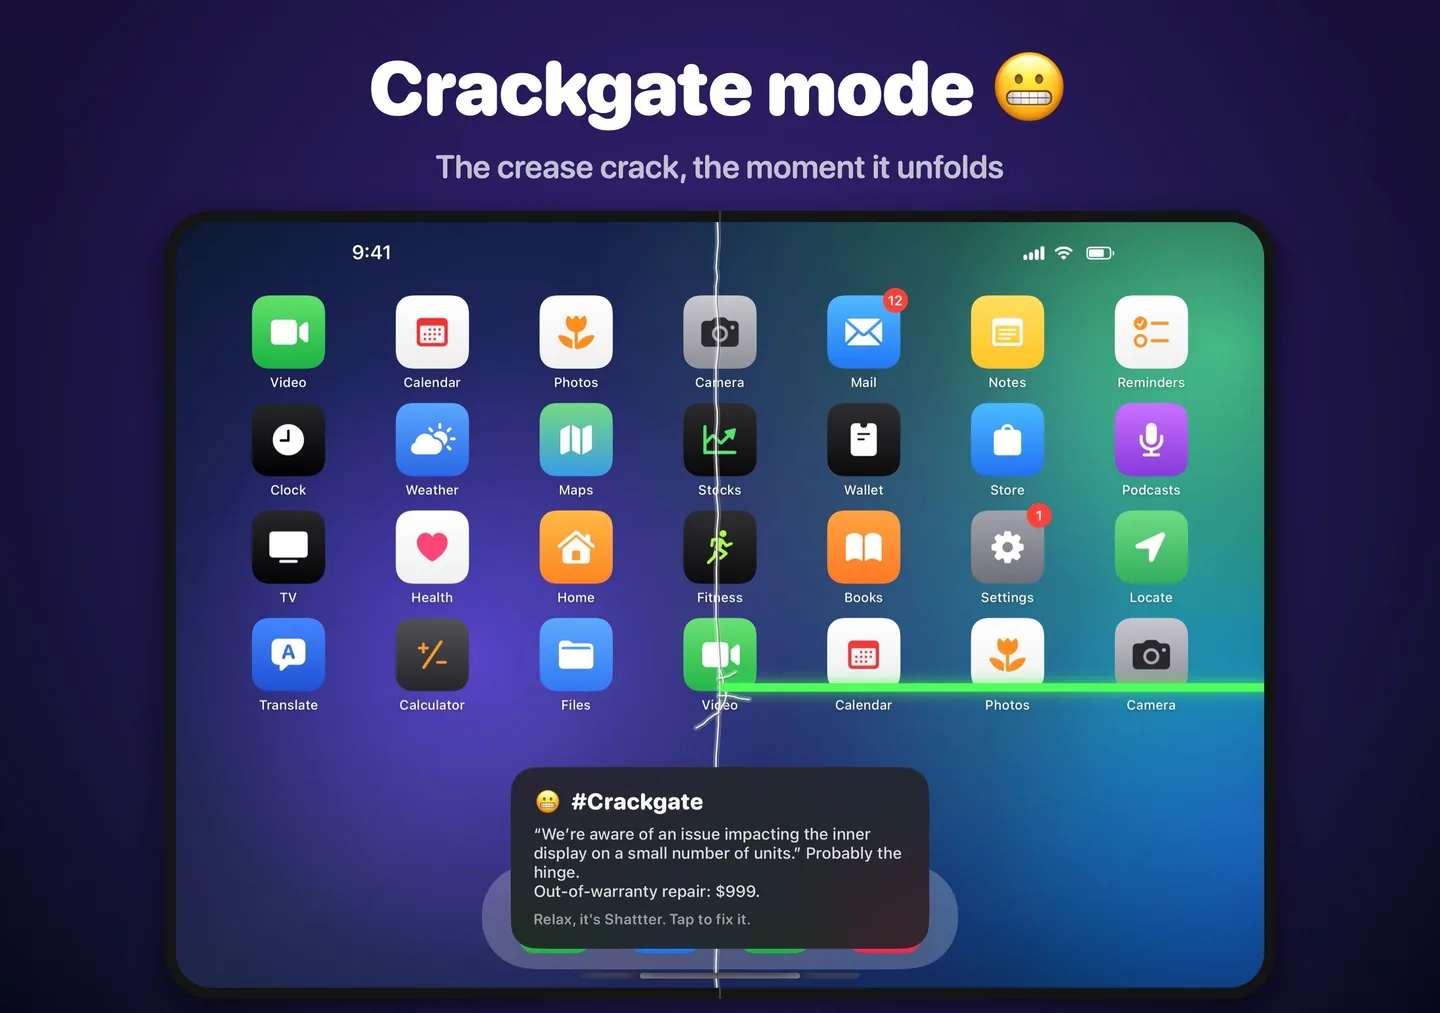 Crackgate mode 😬
The crease crack, the moment it unfolds
9:41
12
Video Calendar Photos Camera Mail Notes Reminders
Clock Weather Maps Stocks Wallet Store Podcasts
1
TV Health Home Fitness Books Settings Locate
A
Translate Calculator Files Video Calendar Photos Camera
😬 #Crackgate
“We’re aware of an issue impacting the inner
display on a small number of units.” Probably the
hinge.
Out-of-warranty repair: $999.
Relax, it's Shattter. Tap to fix it.